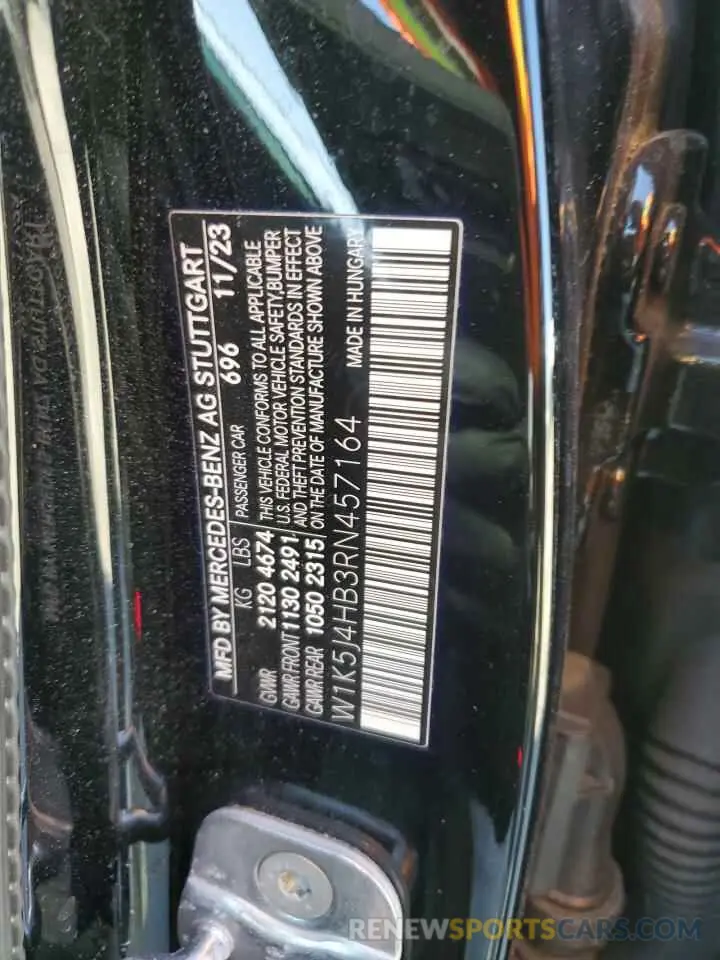 MFD BY MERCEDES-BENZ AG STUTTGART
KG LBS PASSENGER CAR 696 11/23
GVWR 2120 4674 THIS VEHICLE CONFORMS TO ALL APPLICABLE
GAWR FRONT 1130 2491 U.S. FEDERAL MOTOR VEHICLE SAFETY,BUMPER
GAWR REAR 1050 2315 AND THEFT PREVENTION STANDARDS IN EFFECT
ON THE DATE OF MANUFACTURE SHOWN ABOVE
W1K5J4HB3RN457164 MADE IN HUNGARY
RENEWSPORTSCARS.COM